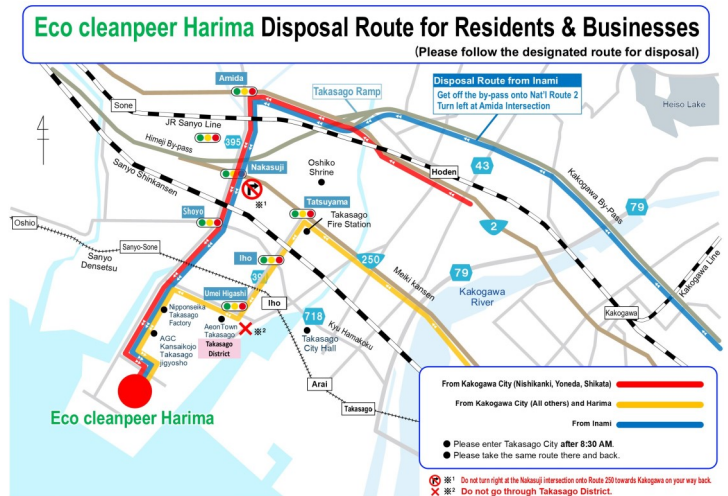 Eco cleanpeer Harima Disposal Route for Residents & Businesses
(Please follow the designated route for disposal)
Amida
Takasago Ramp
Disposal Route from Inami
Get off the by-pass onto Nat'l Route 2
Turn left at Amida Intersection
Heiso Lake
Sone
JR Sanyo Line
Himeji By-pass
395
Sanyo Shinkansen
Nakasuji
Oshiko
Shrine
Hoden
43
Kakogawa By-Pass
※1
79
Oshio
Shoyo
Tatsuyama
Takasago
Fire Station
2
Sanyo-Sone
Sanyo
Densetsu
Iho
250
Meiki kansen
79
Kakogawa
River
Kakogawa Line
39
Umei Higashi
Iho
Nipponseika
Takasago
Factory
AeonTown
Takasago
※2
718
Kyu Hamakoku
Kakogawa
Takasago
District
Takasago
City Hall
AGC
Kansaikojo
Takasago
jigyosho
Arai
Takasago
Eco cleanpeer Harima
From Kakogawa City (Nishikanki, Yoneda, Shikata)
From Kakogawa City (All others) and Harima
From Inami
● Please enter Takasago City after 8:30 AM.
● Please take the same route there and back.
※1 Do not turn right at the Nakasuji intersection onto Route 250 towards Kakogawa on your way back.
※2 Do not go through Takasago District.